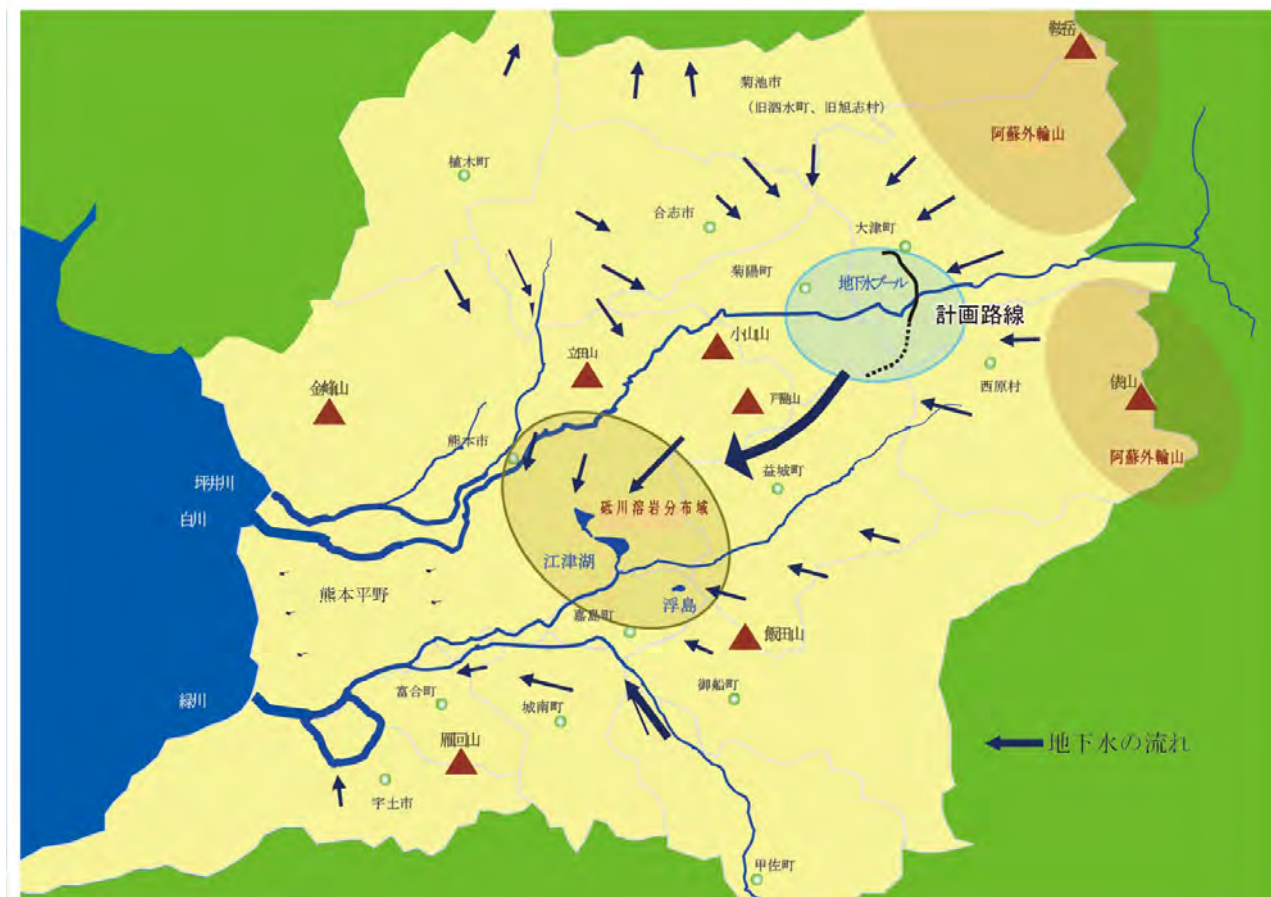 鞍岳
菊池市
(旧泗水町、旧旭志村)
阿蘇外輪山
植木町
合志市
大津町
菊陽町
地下水プール
計画路線
小山山
立田山
戸島山
西原村
金峰山
俵山
熊本市
阿蘇外輪山
益城町
坪井川
砥川溶岩分布域
白川
江津湖
熊本平野
浮島
嘉島町
飯田山
緑川
富合町
御船町
城南町
雁回山
地下水の流れ
宇土市
甲佐町